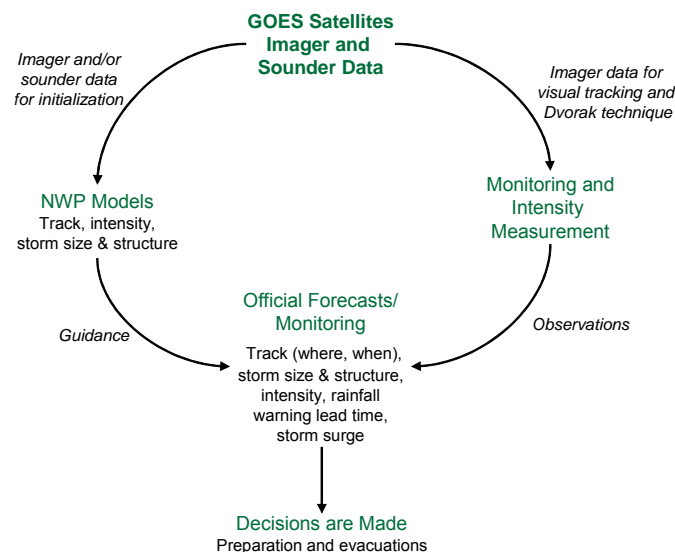 GOES Satellites
Imager and
Sounder Data
Imager and/or
sounder data
for initialization
Imager data for
visual tracking and
Dvorak technique
NWP Models
Track, intensity,
storm size & structure
Monitoring and
Intensity
Measurement
Guidance
Official Forecasts/
Monitoring
Observations
Track (where, when),
storm size & structure,
intensity, rainfall
warning lead time,
storm surge
Decisions are Made
Preparation and evacuations